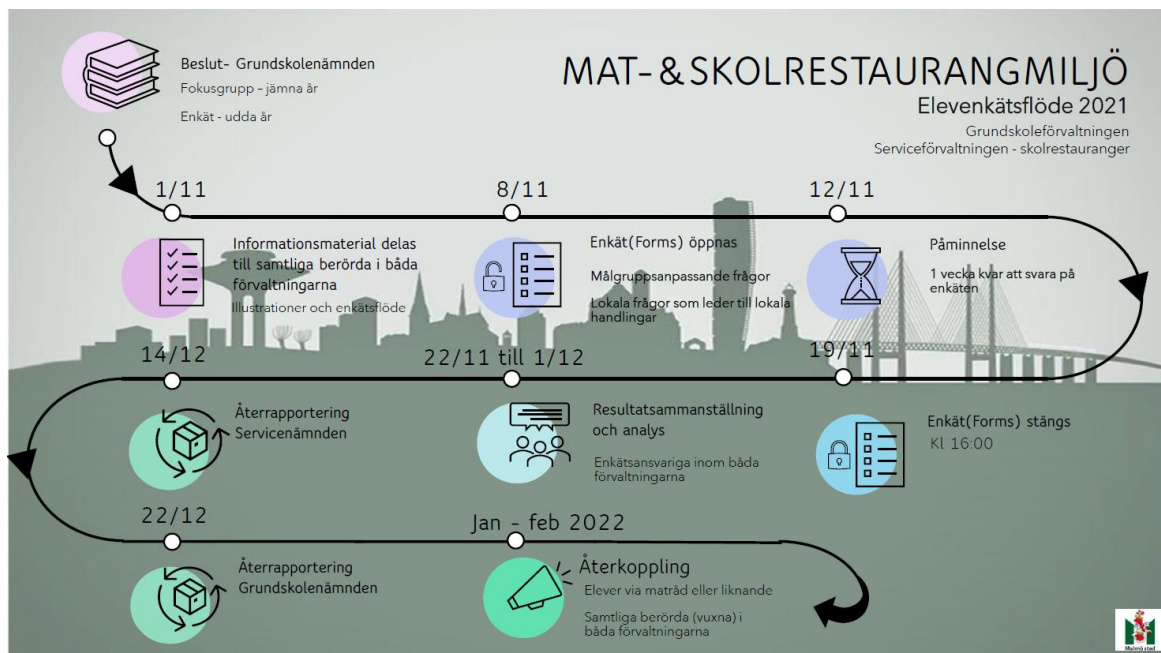 MAT- & SKOLRESTAURANGMILJÖ
Elevenkätsflöde 2021
Grundskoleförvaltningen
Serviceförvaltningen - skolrestauranger
Beslut- Grundskolenämnden
Fokusgrupp - jämna år
Enkät - udda år
1/11
Informationsmaterial delas
till samtliga berörda i båda
förvaltningarna
Illustrationer och enkätsflöde
8/11
Enkät(Forms) öppnas
Målgruppsanpassande frågor
Lokala frågor som leder till lokala
handlingar
12/11
Påminnelse
1 vecka kvar att svara på
enkäten
19/11
Enkät(Forms) stängs
Kl 16:00
22/11 till 1/12
Resultatsammanställning
och analys
Enkätsansvariga inom båda
förvaltningarna
14/12
Återrapportering
Servicenämnden
22/12
Återrapportering
Grundskolenämnden
Jan - feb 2022
Återkoppling
Elever via matråd eller liknande
Samtliga berörda (vuxna) i
båda förvaltningarna
Malmö stad